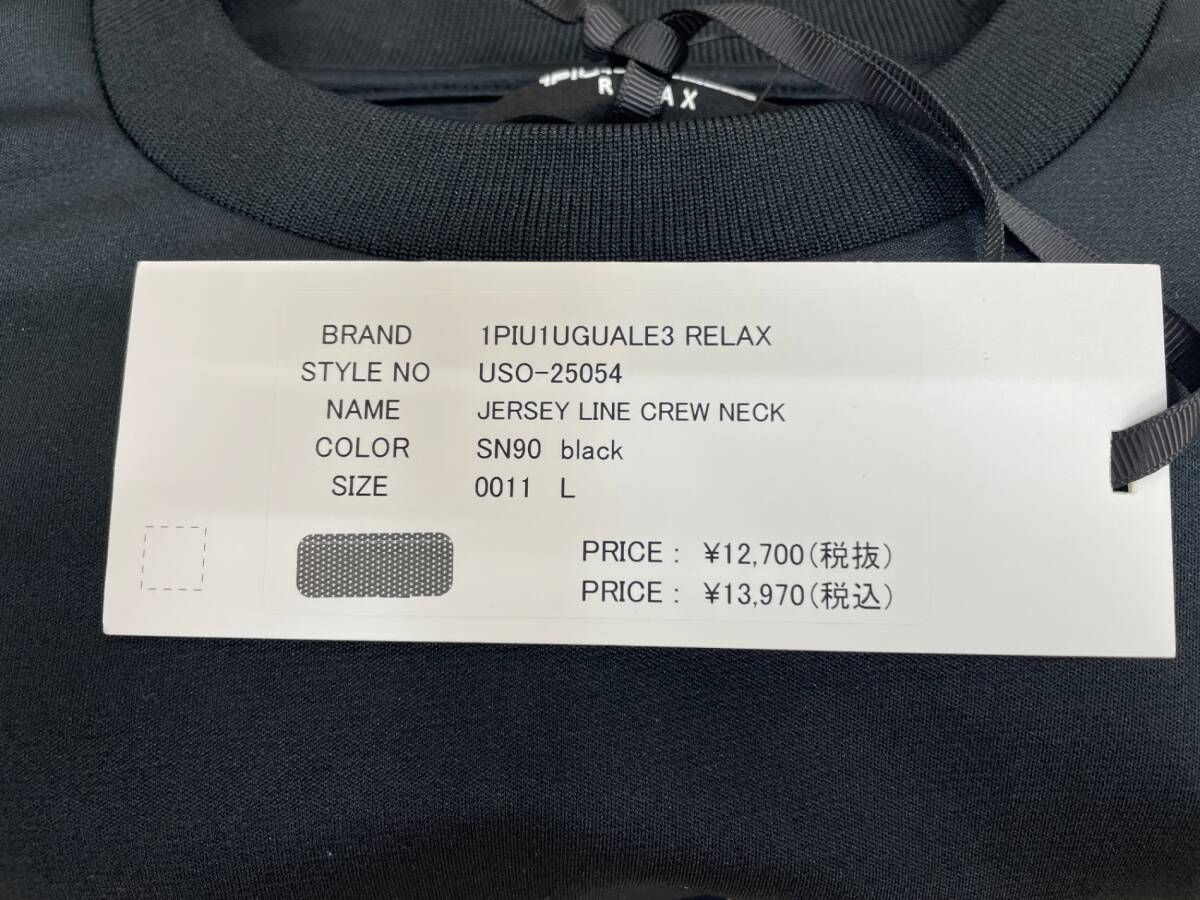 R AX
BRAND 1PIU1UGUALE3 RELAX
STYLE NO USO-25054
NAME JERSEY LINE CREW NECK
COLOR SN90 black
SIZE 0011 L
PRICE : ¥12,700(税抜)
PRICE : ¥13,970(税込)